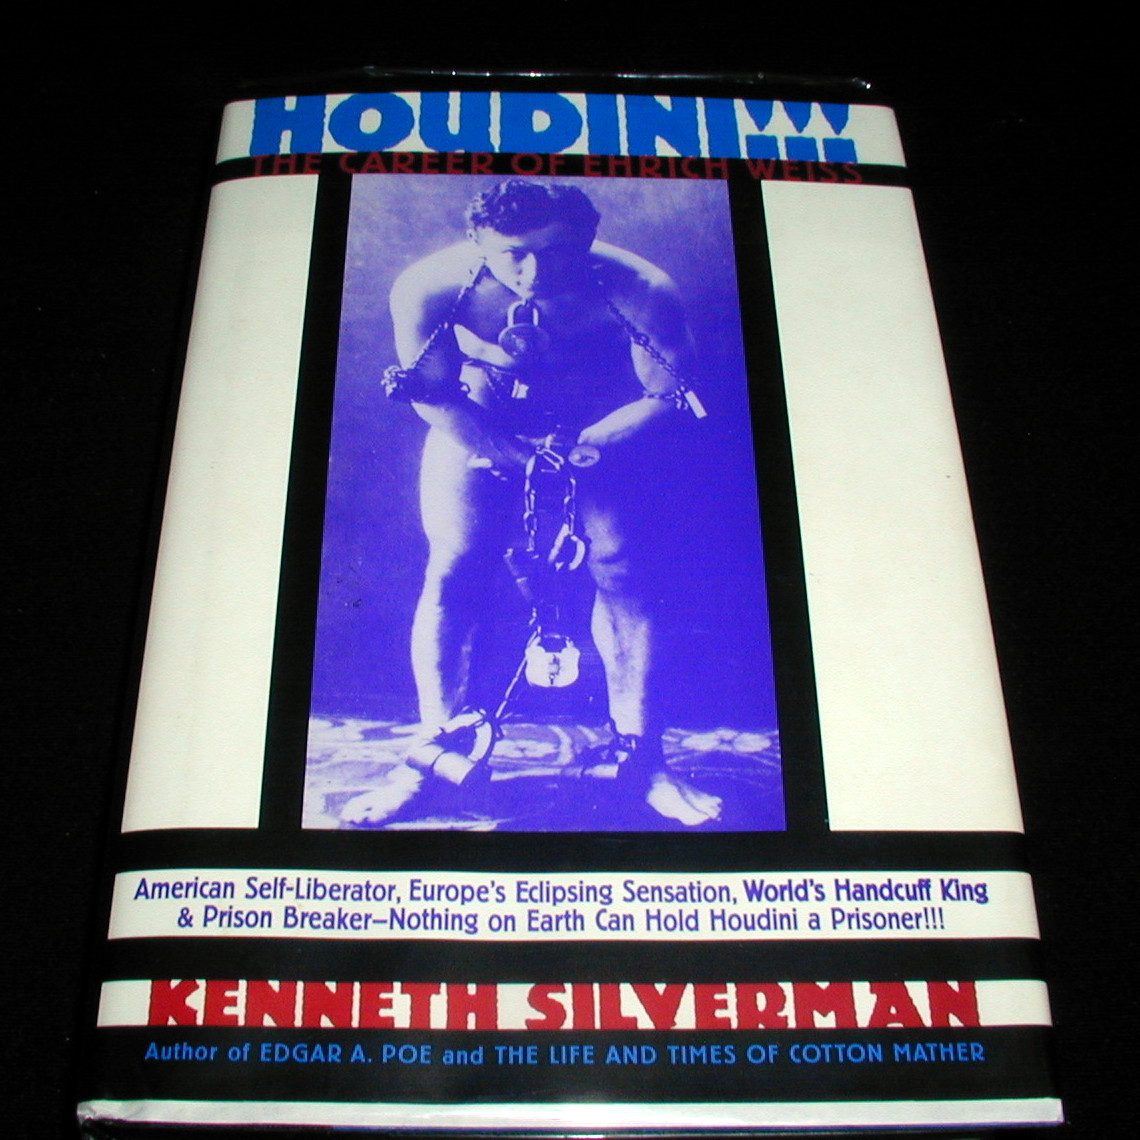 HOUDINI!!!
THE CAREER OF EHRICH WEISS
American Self-Liberator, Europe's Eclipsing Sensation, World's Handcuff King
& Prison Breaker—Nothing on Earth Can Hold Houdini a Prisoner!!!
KENNETH SILVERMAN
Author of EDGAR A. POE and THE LIFE AND TIMES OF COTTON MATHER